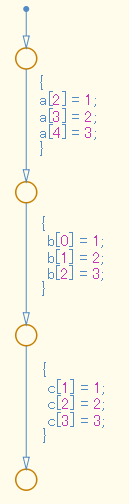 {
a[2] = 1;
a[3] = 2;
a[4] = 3;
}
{
b[0] = 1;
b[1] = 2;
b[2] = 3;
}
{
c[1] = 1;
c[2] = 2;
c[3] = 3;
}